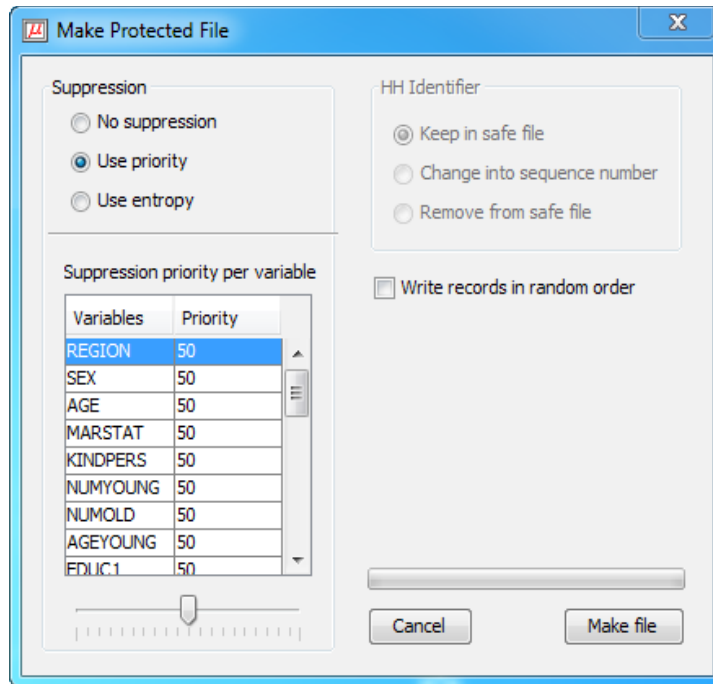 μ Make Protected File
X
Suppression
No suppression
Use priority
Use entropy
Suppression priority per variable
Variables Priority
REGION 50
SEX 50
AGE 50
MARSTAT 50
KINDPERS 50
NUMYOUNG 50
NUMOLD 50
AGEYOUNG 50
EDUC1 50
HH Identifier
Keep in safe file
Change into sequence number
Remove from safe file
Write records in random order
Cancel Make file